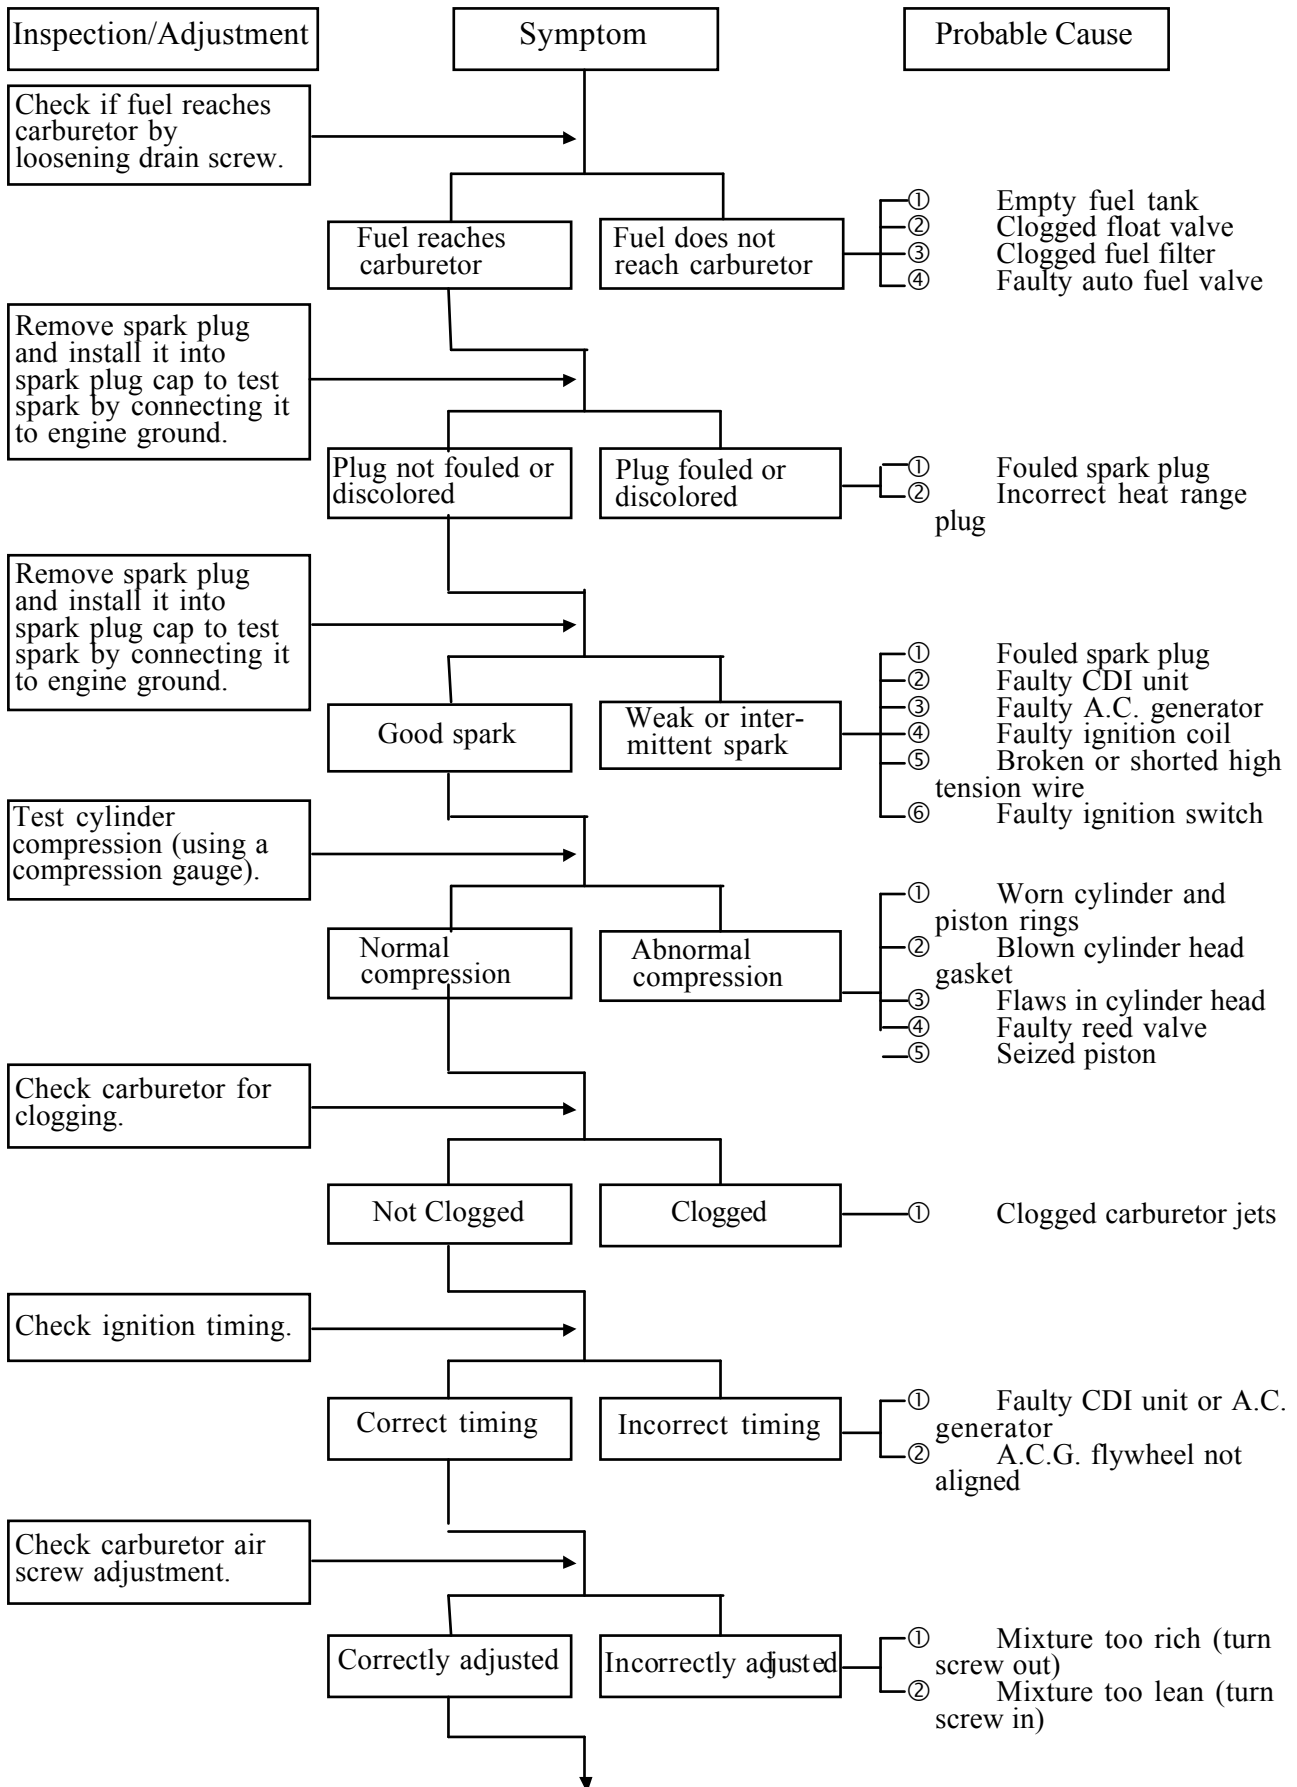 Inspection/Adjustment
Symptom
Probable Cause
Check if fuel reaches
carburetor by
loosening drain screw.
Fuel reaches
carburetor
Fuel does not
reach carburetor
① Empty fuel tank
② Clogged float valve
③ Clogged fuel filter
④ Faulty auto fuel valve
Remove spark plug
and install it into
spark plug cap to test
spark by connecting it
to engine ground.
Plug not fouled or
discolored
Plug fouled or
discolored
① Fouled spark plug
② Incorrect heat range
plug
Remove spark plug
and install it into
spark plug cap to test
spark by connecting it
to engine ground.
Good spark
Weak or inter-
mittent spark
① Fouled spark plug
② Faulty CDI unit
③ Faulty A.C. generator
④ Faulty ignition coil
⑤ Broken or shorted high
tension wire
⑥ Faulty ignition switch
Test cylinder
compression (using a
compression gauge).
Normal
compression
Abnormal
compression
① Worn cylinder and
piston rings
② Blown cylinder head
gasket
③ Flaws in cylinder head
④ Faulty reed valve
⑤ Seized piston
Check carburetor for
clogging.
Not Clogged
Clogged
① Clogged carburetor jets
Check ignition timing.
Correct timing
Incorrect timing
① Faulty CDI unit or A.C.
generator
② A.C.G. flywheel not
aligned
Check carburetor air
screw adjustment.
Correctly adjusted
Incorrectly adjusted
① Mixture too rich (turn
screw out)
② Mixture too lean (turn
screw in)